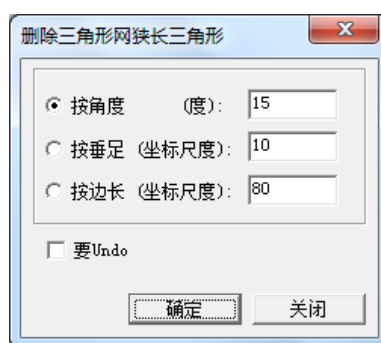 删除三角形网狭长三角形
按角度 (度): 15
按垂足 (坐标尺度): 10
按边长 (坐标尺度): 80
要Undo
确定 关闭